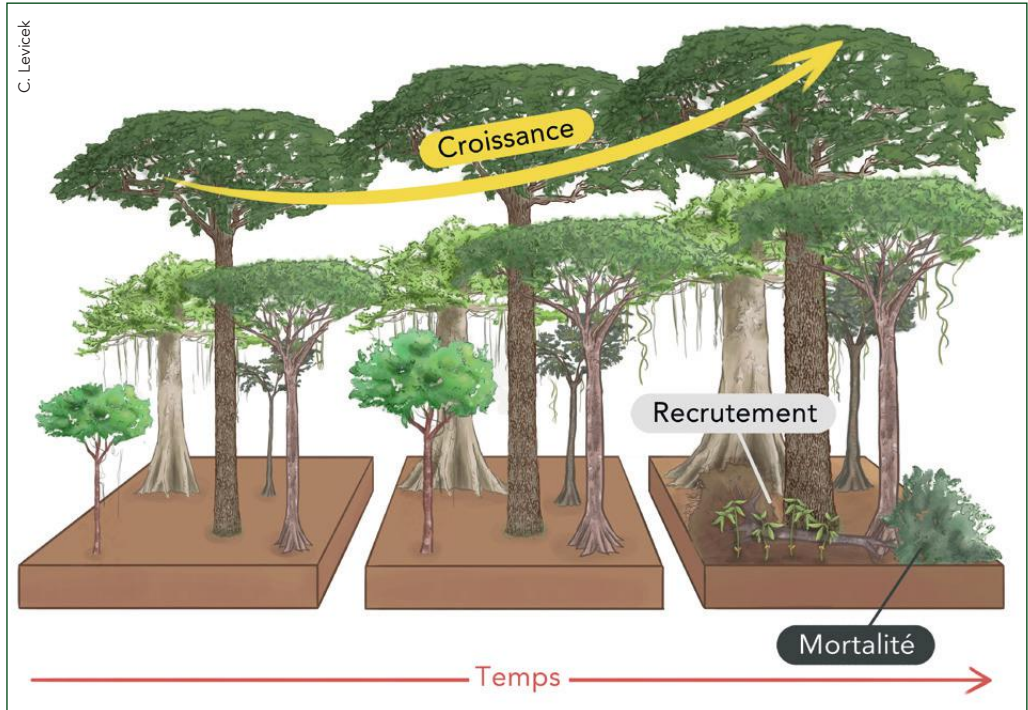 C. Levicek
Croissance
Recrutement
Mortalité
Temps